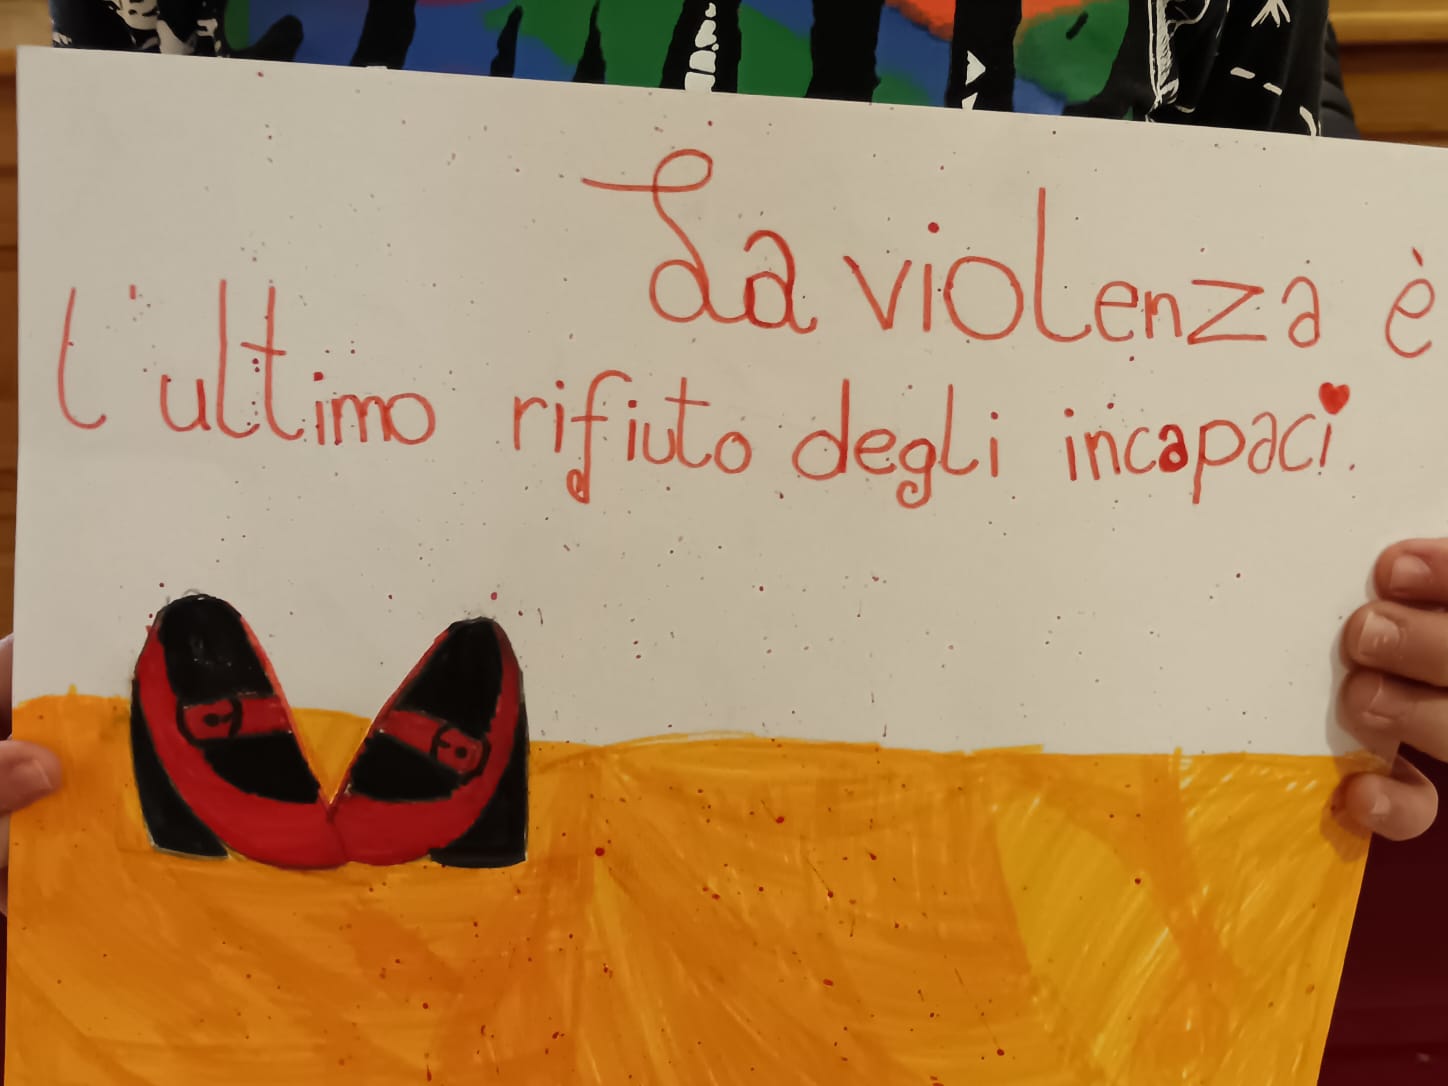 La violenza è
l'ultimo rifiuto degli incapaci.